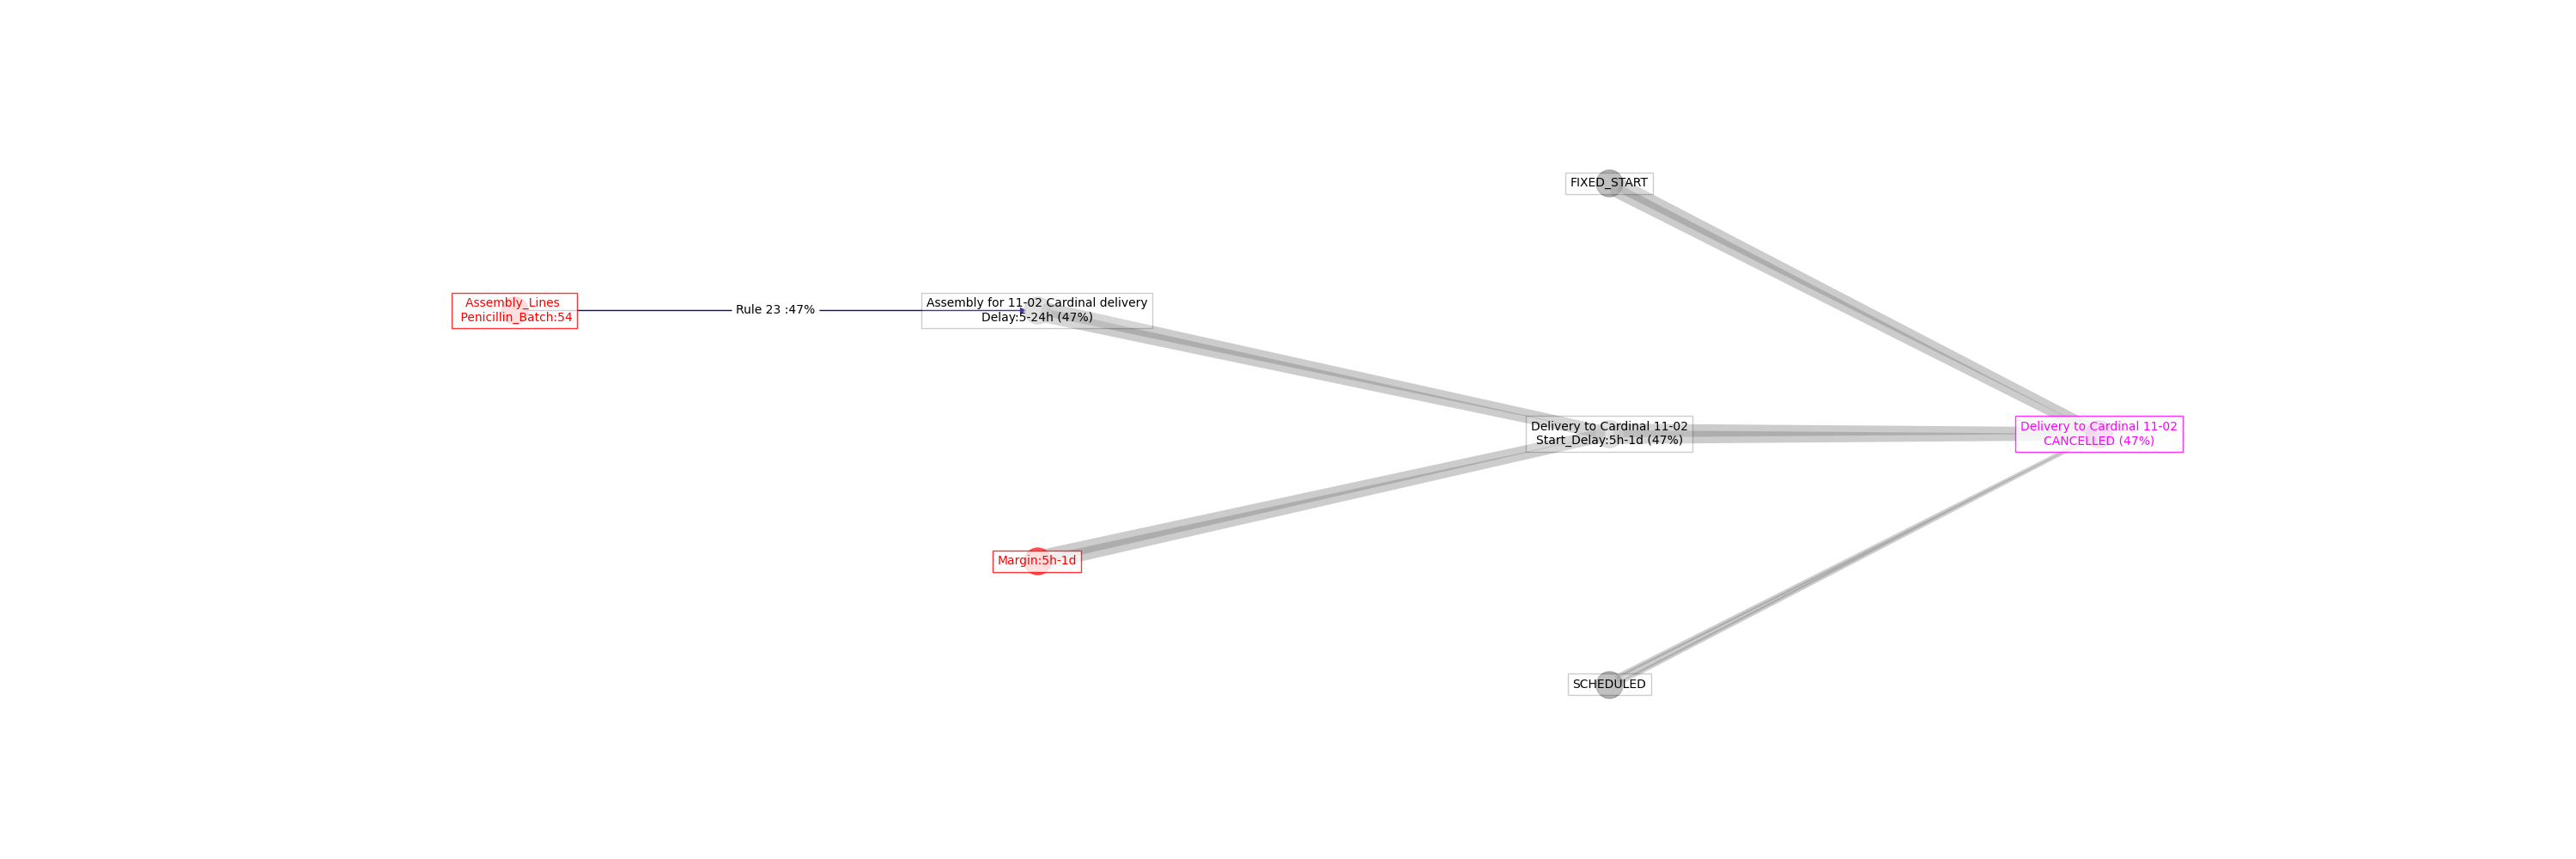 FIXED_START
Assembly_Lines
Penicillin_Batch:54
Rule 23 :47%
Assembly for 11-02 Cardinal delivery
Delay:5-24h (47%)
Delivery to Cardinal 11-02
Start_Delay:5h-1d (47%)
Delivery to Cardinal 11-02
CANCELLED (47%)
Margin:5h-1d
SCHEDULED